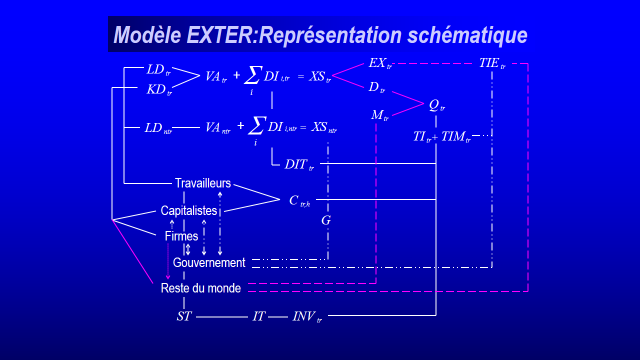 Modèle EXTER:Représentation schématique
LD tr EX tr TIE tr
VA tr + ∑ i DI i,tr = XS tr
KD tr D tr
Q tr
M tr
LD ntr VA ntr + ∑ i DI i,ntr = XS ntr
TI tr + TIM tr
DIT tr
Travailleurs
C tr,h
Capitalistes
G
Firmes
Gouvernement
Reste du monde
ST IT INV tr